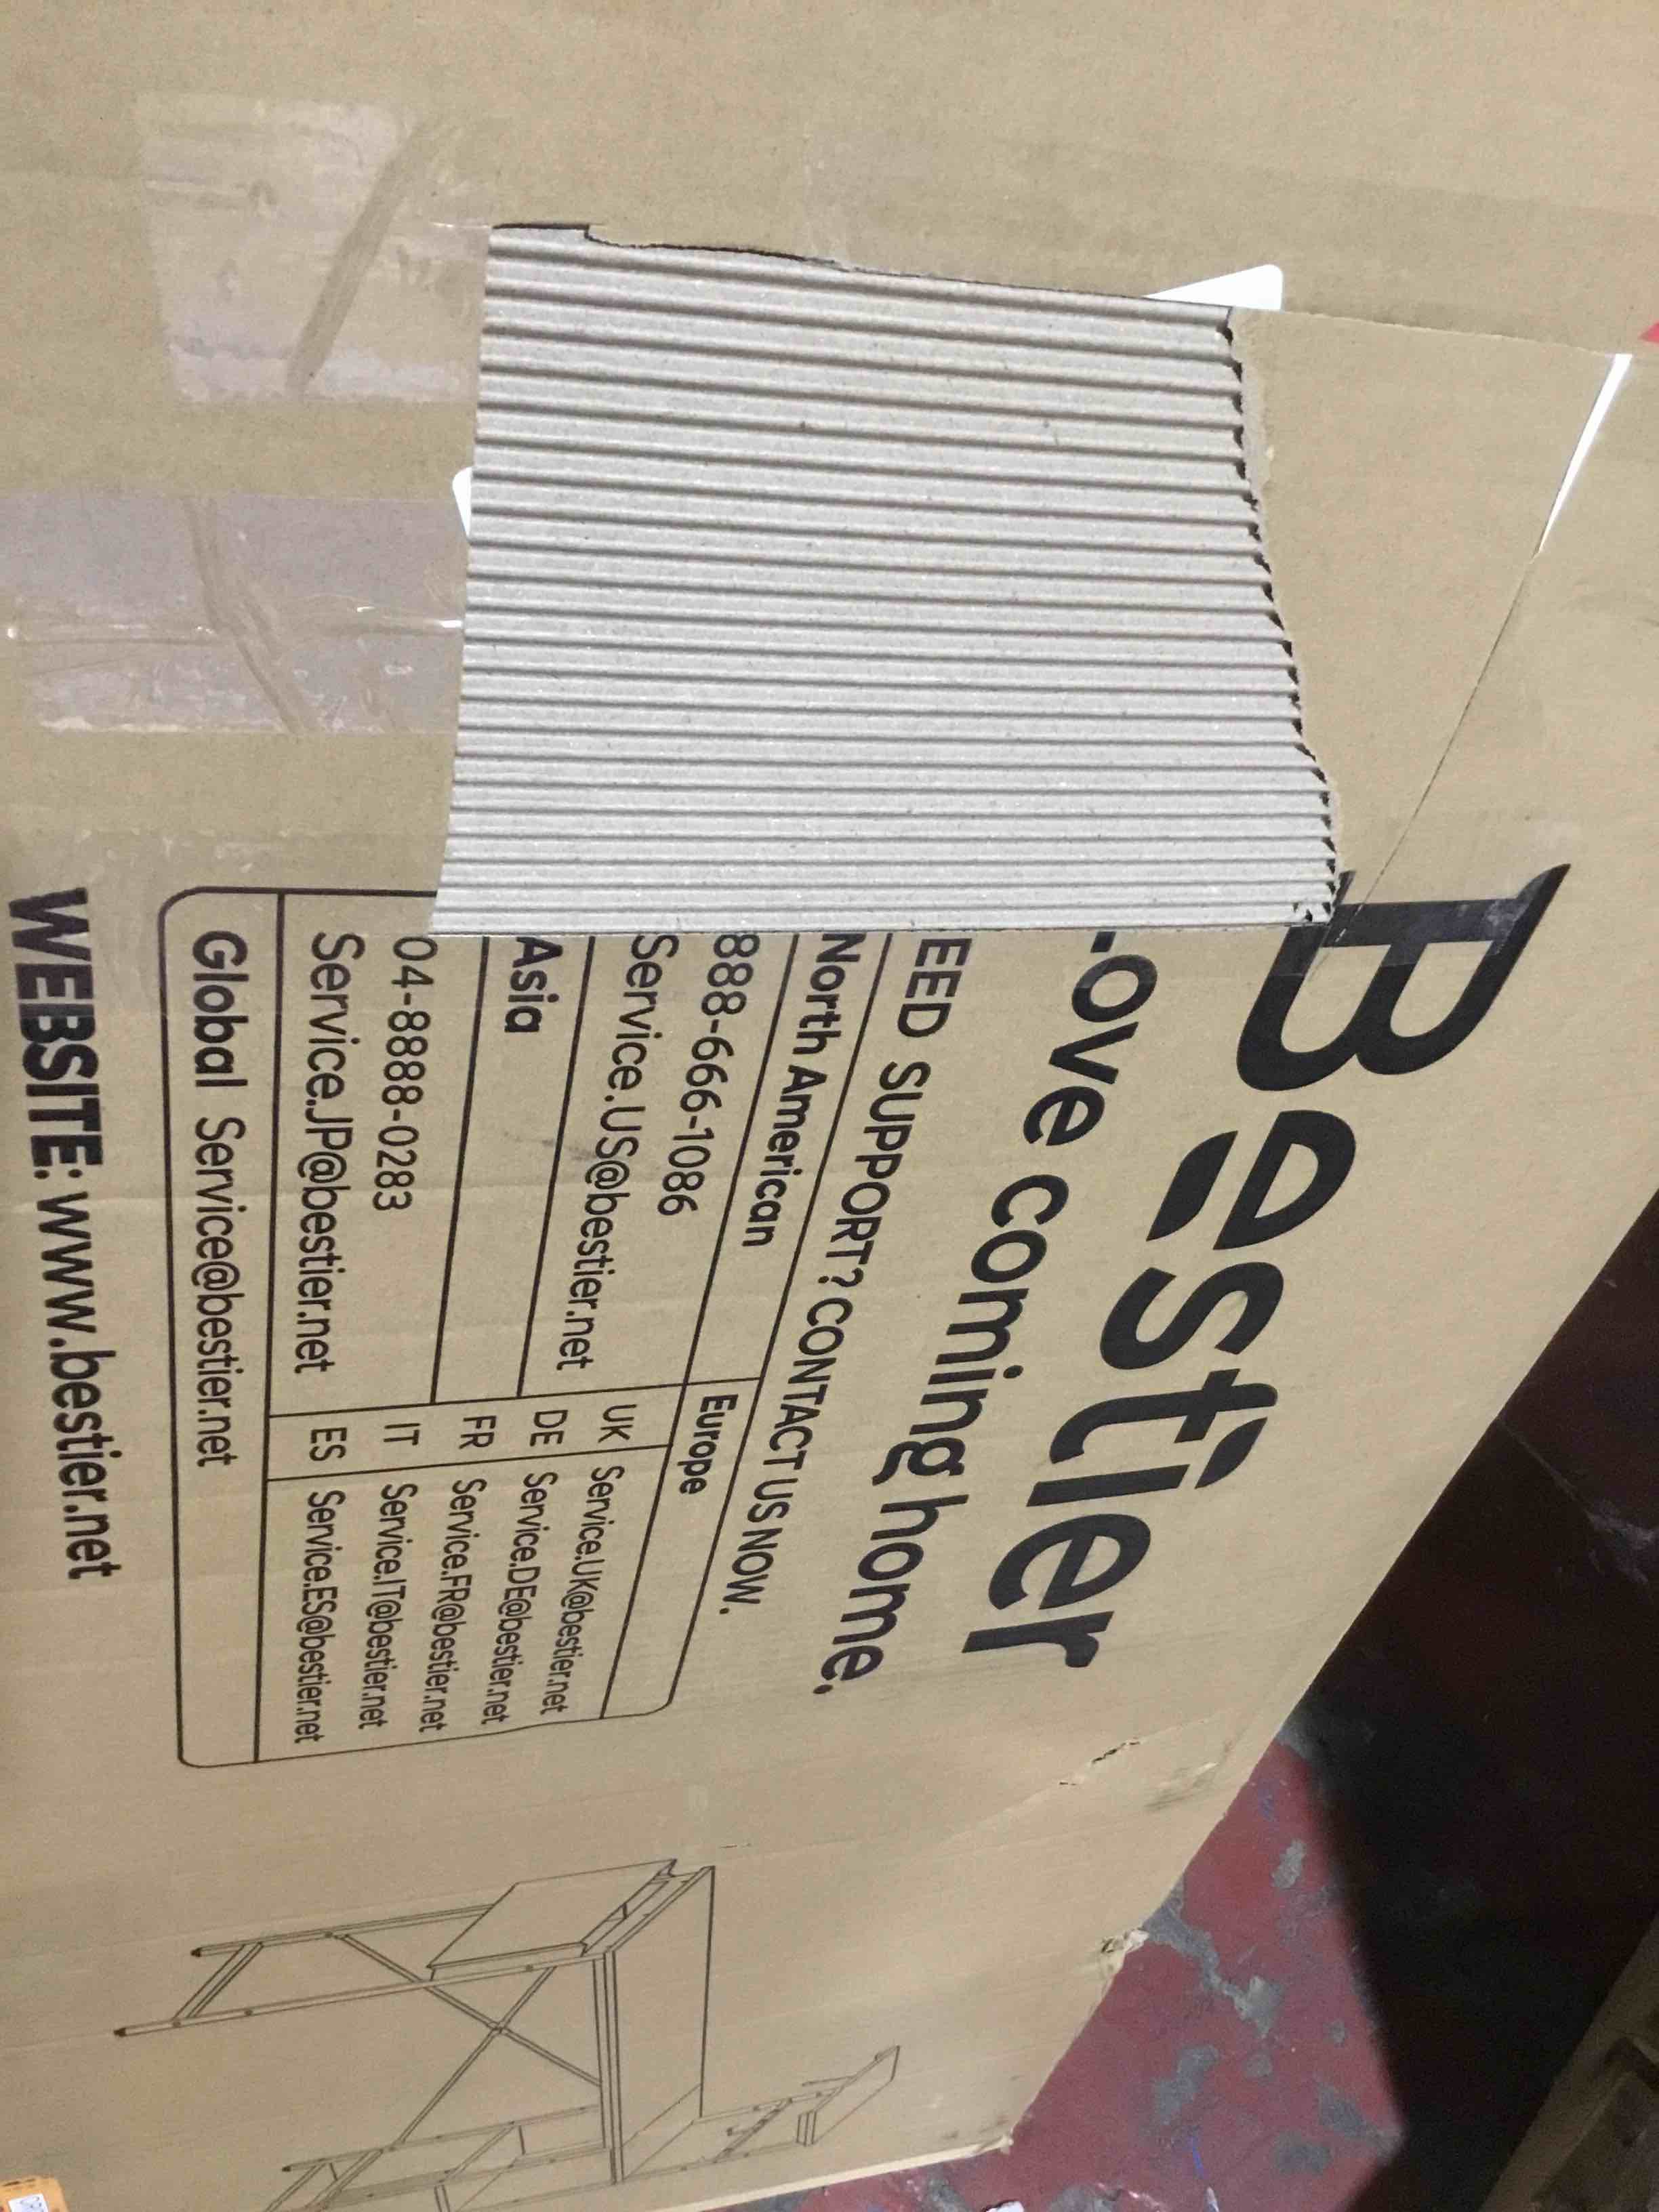 Bestier
Love coming home.
EED SUPPORT? CONTACT US NOW.
North American
Europe
888-666-1086
Service.US@bestier.net
UK Service.UK@bestier.net
DE Service.DE@bestier.net
Asia
FR Service.FR@bestier.net
04-8888-0283
IT Service.IT@bestier.net
Service.JP@bestier.net
ES Service.ES@bestier.net
Global Service@bestier.net
WEBSITE: www.bestier.net